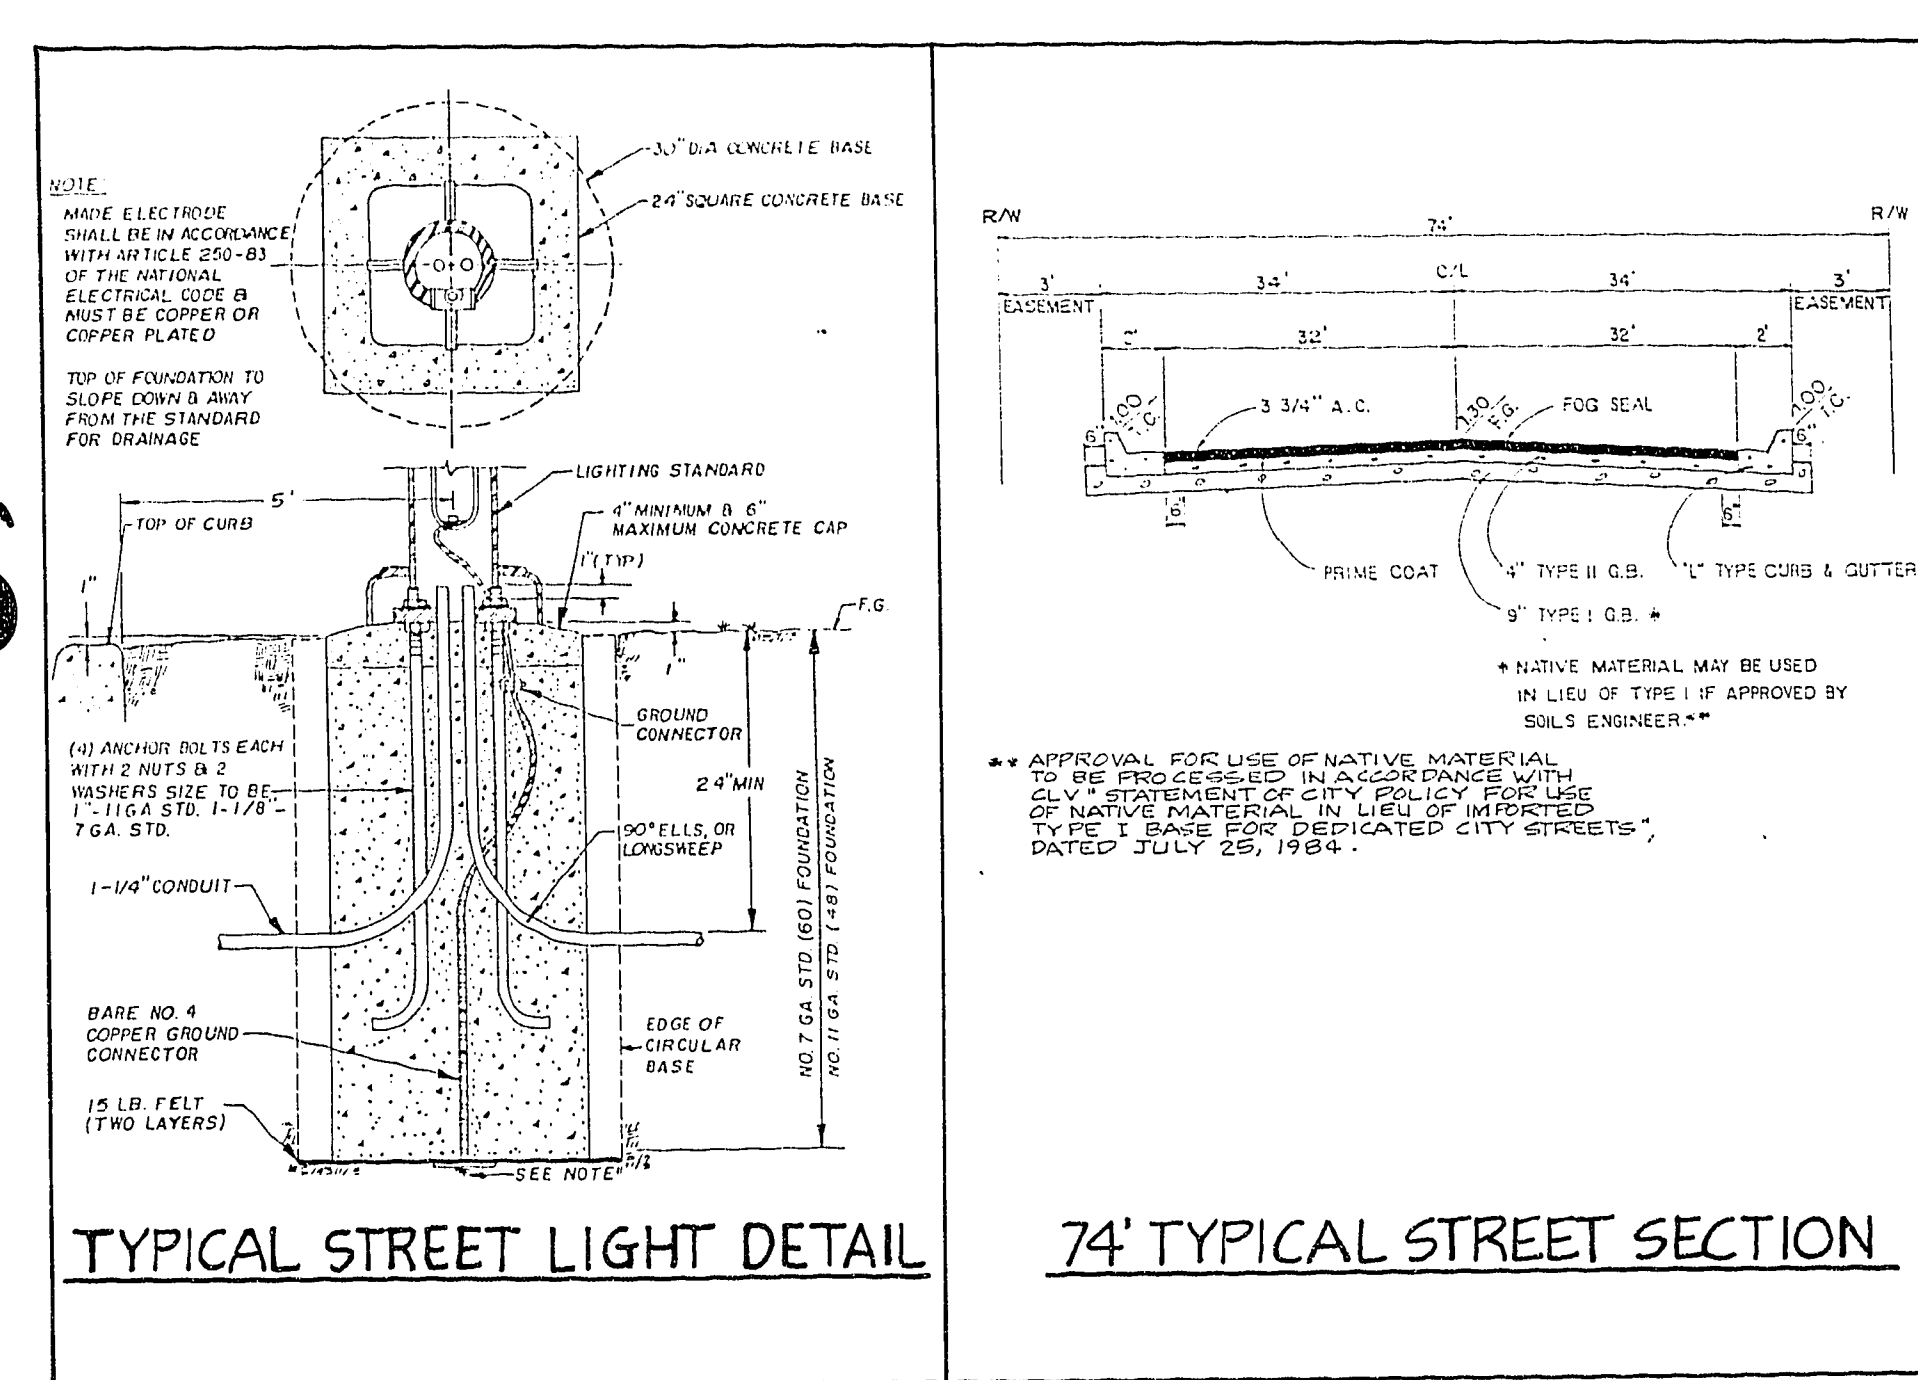 30" DIA CONCRETE BASE
24" SQUARE CONCRETE BASE
NOTE:
MADE ELECTRODE
SHALL BE IN ACCORDANCE
WITH ARTICLE 250-83
OF THE NATIONAL
ELECTRICAL CODE &
MUST BE COPPER OR
COPPER PLATED
TOP OF FOUNDATION TO
SLOPE DOWN & AWAY
FROM THE STANDARD
FOR DRAINAGE
LIGHTING STANDARD
5'
TOP OF CURB
4" MINIMUM & 6"
MAXIMUM CONCRETE CAP
1" (TYP)
1"
F.G.
1"
GROUND
CONNECTOR
(4) ANCHOR BOLTS EACH
WITH 2 NUTS & 2
WASHERS SIZE TO BE
1"-11GA STD. 1-1/8"-
7 GA. STD.
24" MIN
90° ELLS, OR
LONGSWEEP
1-1/4" CONDUIT
NO. 7 GA. STD. (60) FOUNDATION
NO. 11 GA. STD. (48) FOUNDATION
BARE NO. 4
COPPER GROUND
CONNECTOR
EDGE OF
CIRCULAR
BASE
15 LB. FELT
(TWO LAYERS)
SEE NOTE"
TYPICAL STREET LIGHT DETAIL
R/W
R/W
74'
3'
34'
C/L
34'
3'
EASEMENT
EASEMENT
2'
32'
32'
2'
1.00
T.C.
3 3/4" A.C.
1.30
F.G.
FOG SEAL
1.00
T.C.
6"
6"
6"
6"
PRIME COAT
4" TYPE II G.B.
"L" TYPE CURB & GUTTER
9" TYPE I G.B. *
* NATIVE MATERIAL MAY BE USED
IN LIEU OF TYPE I IF APPROVED BY
SOILS ENGINEER.**
** APPROVAL FOR USE OF NATIVE MATERIAL
TO BE PROCESSED IN ACCORDANCE WITH
CLV "STATEMENT OF CITY POLICY FOR USE
OF NATIVE MATERIAL IN LIEU OF IMPORTED
TYPE I BASE FOR DEDICATED CITY STREETS",
DATED JULY 25, 1984.
74' TYPICAL STREET SECTION